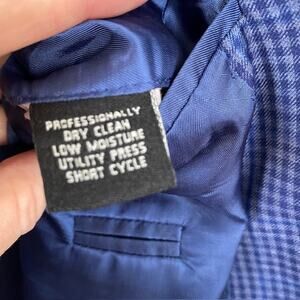 PROFESSIONALLY
DRY CLEAN
LOW MOISTURE
UTILITY PRESS
SHORT CYCLE